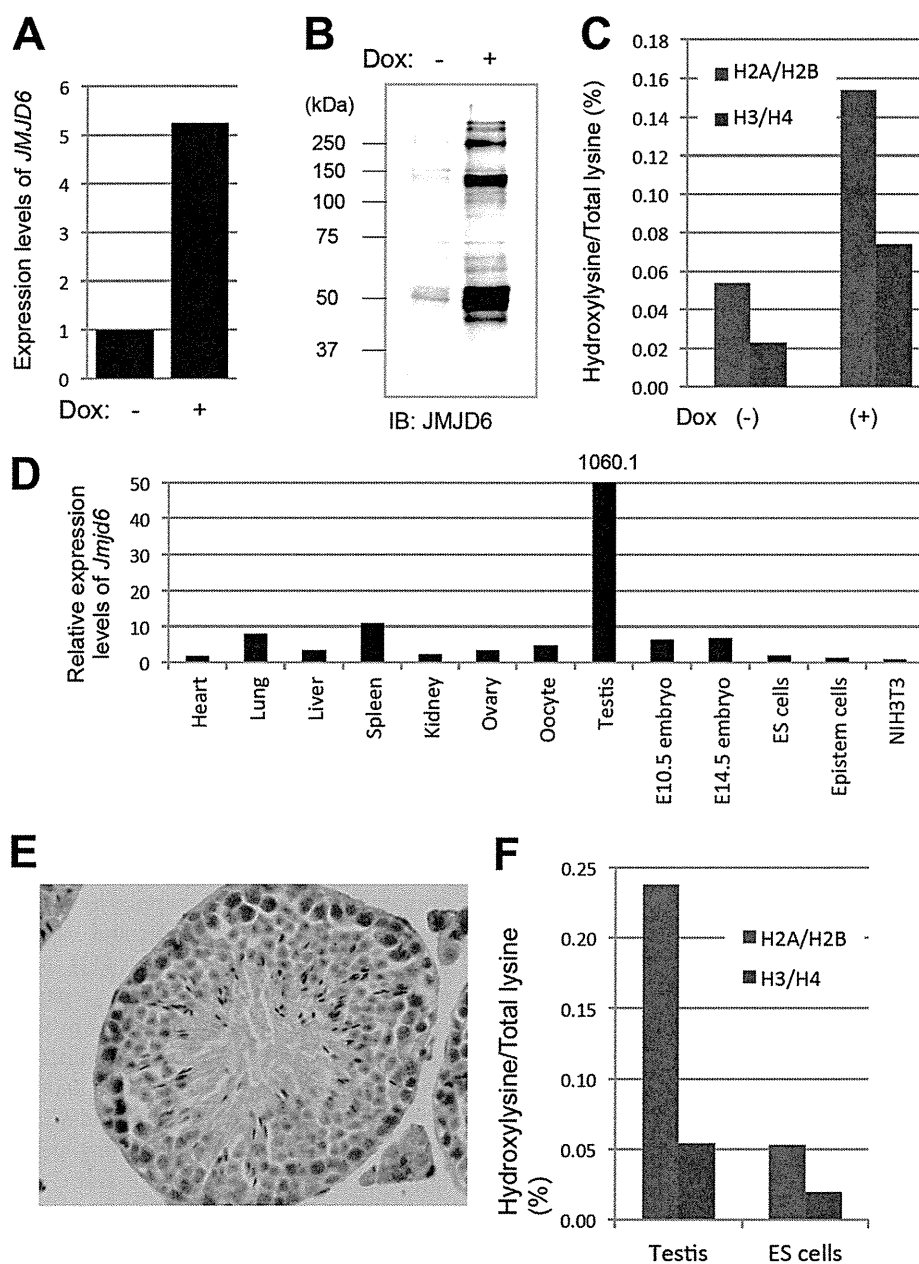 A
Expression levels of JMJD6
6
5
4
3
2
1
0
Dox: - +
B
Dox: - +
(kDa)
250
150
100
75
50
37
IB: JMJD6
C
Hydroxylysine/Total lysine (%)
0.18
0.16
0.14
0.12
0.10
0.08
0.06
0.04
0.02
0.00
H2A/H2B
H3/H4
Dox (-) (+)
D
Relative expression
levels of Jmjd6
1060.1
50
40
30
20
10
0
Heart
Lung
Liver
Spleen
Kidney
Ovary
Oocyte
Testis
E10.5 embryo
E14.5 embryo
ES cells
Epistem cells
NIH3T3
E
F
Hydroxylysine/Total lysine
(%)
0.25
0.20
0.15
0.10
0.05
0.00
H2A/H2B
H3/H4
Testis ES cells